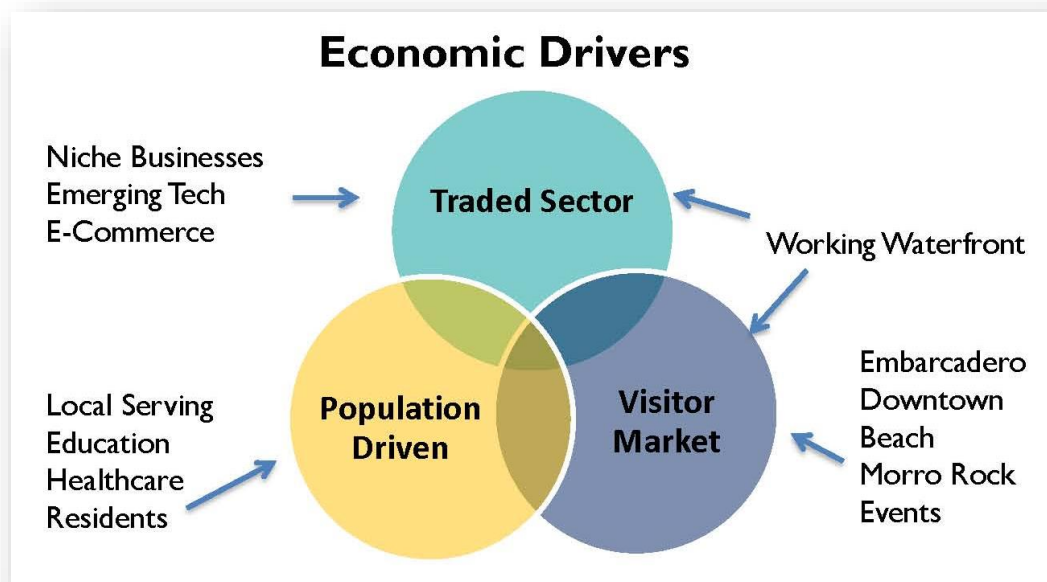 Economic Drivers
Niche Businesses
Emerging Tech
E-Commerce
Traded Sector
Working Waterfront
Local Serving
Education
Healthcare
Residents
Population
Driven
Visitor
Market
Embarcadero
Downtown
Beach
Morro Rock
Events